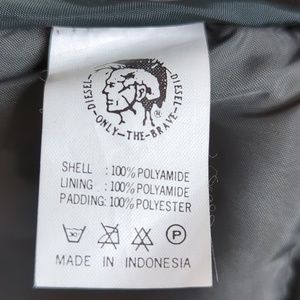 DIESEL—ONLY—THE—BRAVE—DIESEL
SHELL : 100% POLYAMIDE
LINING : 100% POLYAMIDE
PADDING: 100% POLYESTER
P
MADE IN INDONESIA